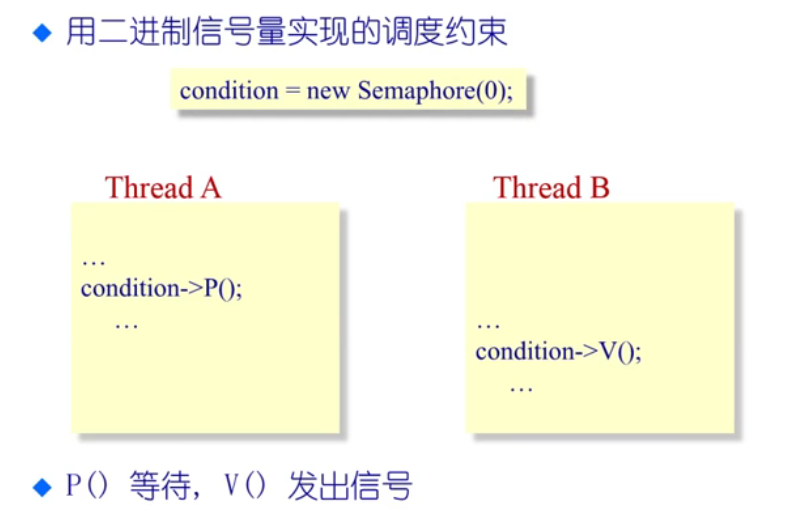 用二进制信号量实现的调度约束
condition = new Semaphore(0);
Thread A
…
condition->P();
…
Thread B
…
condition->V();
…
P() 等待, V() 发出信号